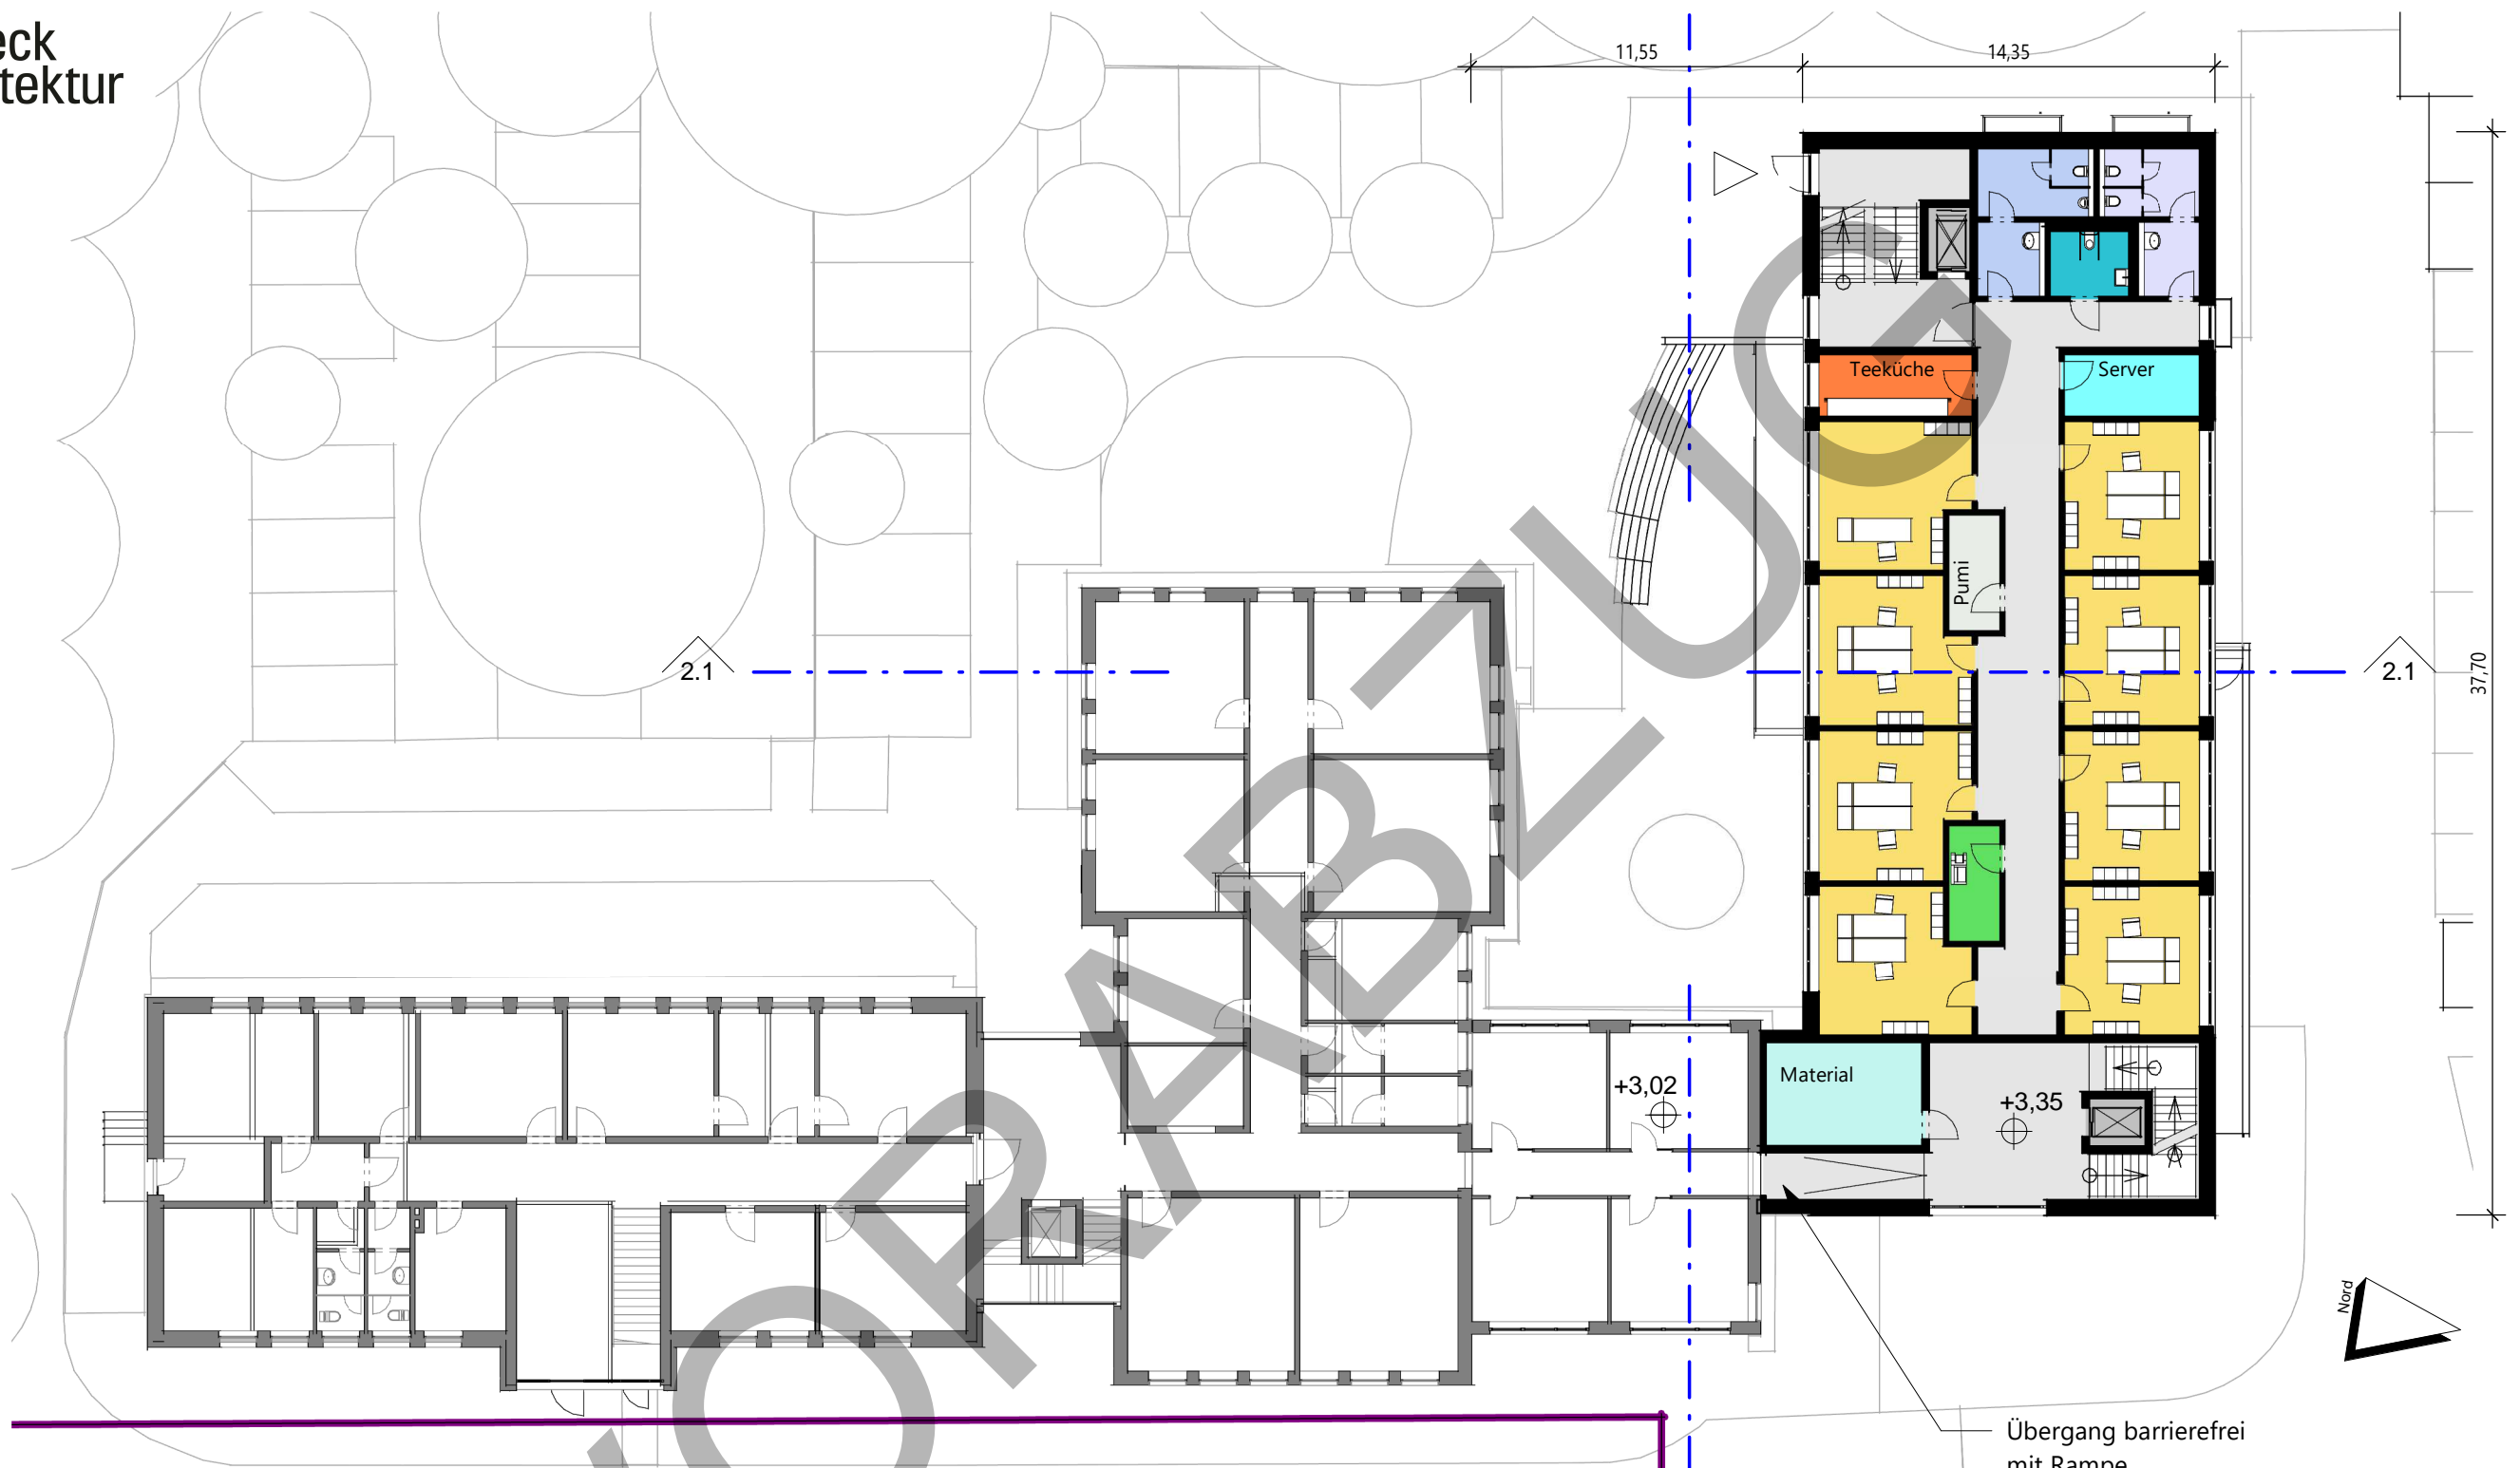 eck
tektur
11,55
14,35
Teeküche
Server
Pumi
2.1
2.1
37,70
+3,02
Material
+3,35
Nord
Übergang barrierefrei
mit Rampe
ORABZUG